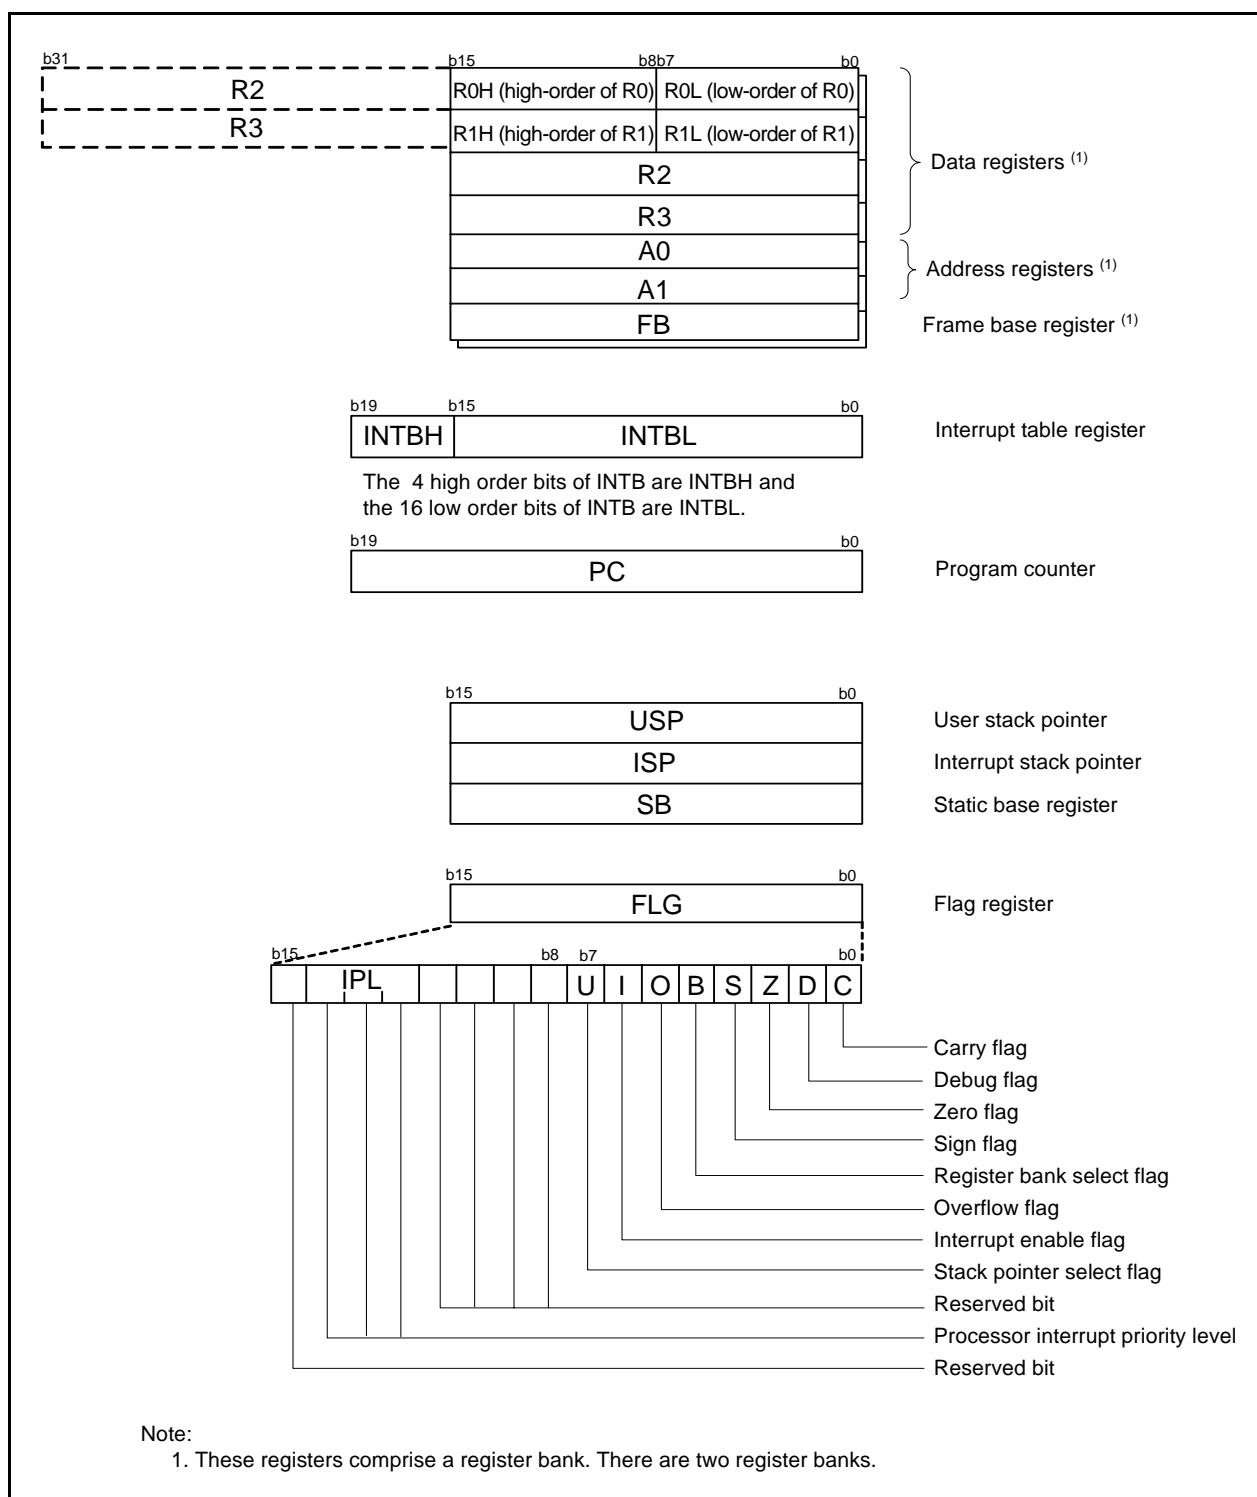 b31 b15 b8b7 b0
R2 R0H (high-order of R0) R0L (low-order of R0)
R3 R1H (high-order of R1) R1L (low-order of R1)
R2
R3
Data registers (1)
A0
A1
Address registers (1)
FB Frame base register (1)
b19 b15 b0
INTBH INTBL Interrupt table register
The 4 high order bits of INTB are INTBH and
the 16 low order bits of INTB are INTBL.
b19 b0
PC Program counter
b15 b0
USP User stack pointer
ISP Interrupt stack pointer
SB Static base register
b15 b0
FLG Flag register
b15 b8 b7 b0
IPL U I O B S Z D C
Carry flag
Debug flag
Zero flag
Sign flag
Register bank select flag
Overflow flag
Interrupt enable flag
Stack pointer select flag
Reserved bit
Processor interrupt priority level
Reserved bit
Note:
1. These registers comprise a register bank. There are two register banks.